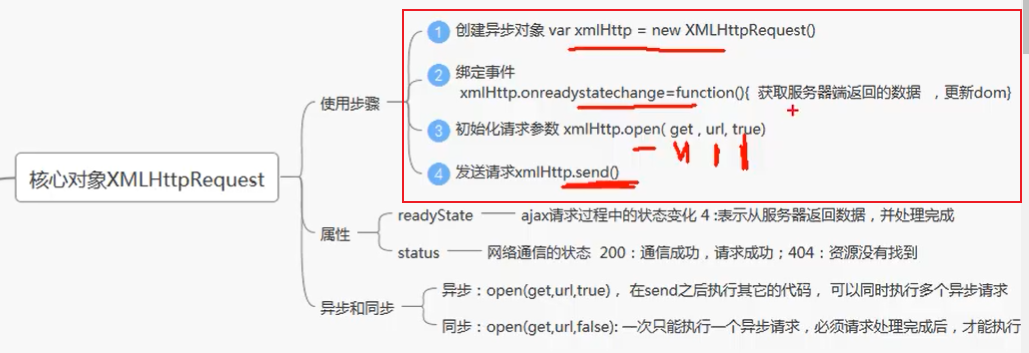 核心对象XMLHttpRequest
使用步骤
1 创建异步对象 var xmlHttp = new XMLHttpRequest()
2 绑定事件
xmlHttp.onreadystatechange=function(){ 获取服务器端返回的数据 ，更新dom}
3 初始化请求参数 xmlHttp.open( get , url, true)
4 发送请求xmlHttp.send()
属性
readyState ajax请求过程中的状态变化 4 :表示从服务器返回数据，并处理完成
status 网络通信的状态 200：通信成功，请求成功；404：资源没有找到
异步和同步
异步：open(get,url,true)， 在send之后执行其它的代码， 可以同时执行多个异步请求
同步：open(get,url,false): 一次只能执行一个异步请求，必须请求处理完成后，才能执行